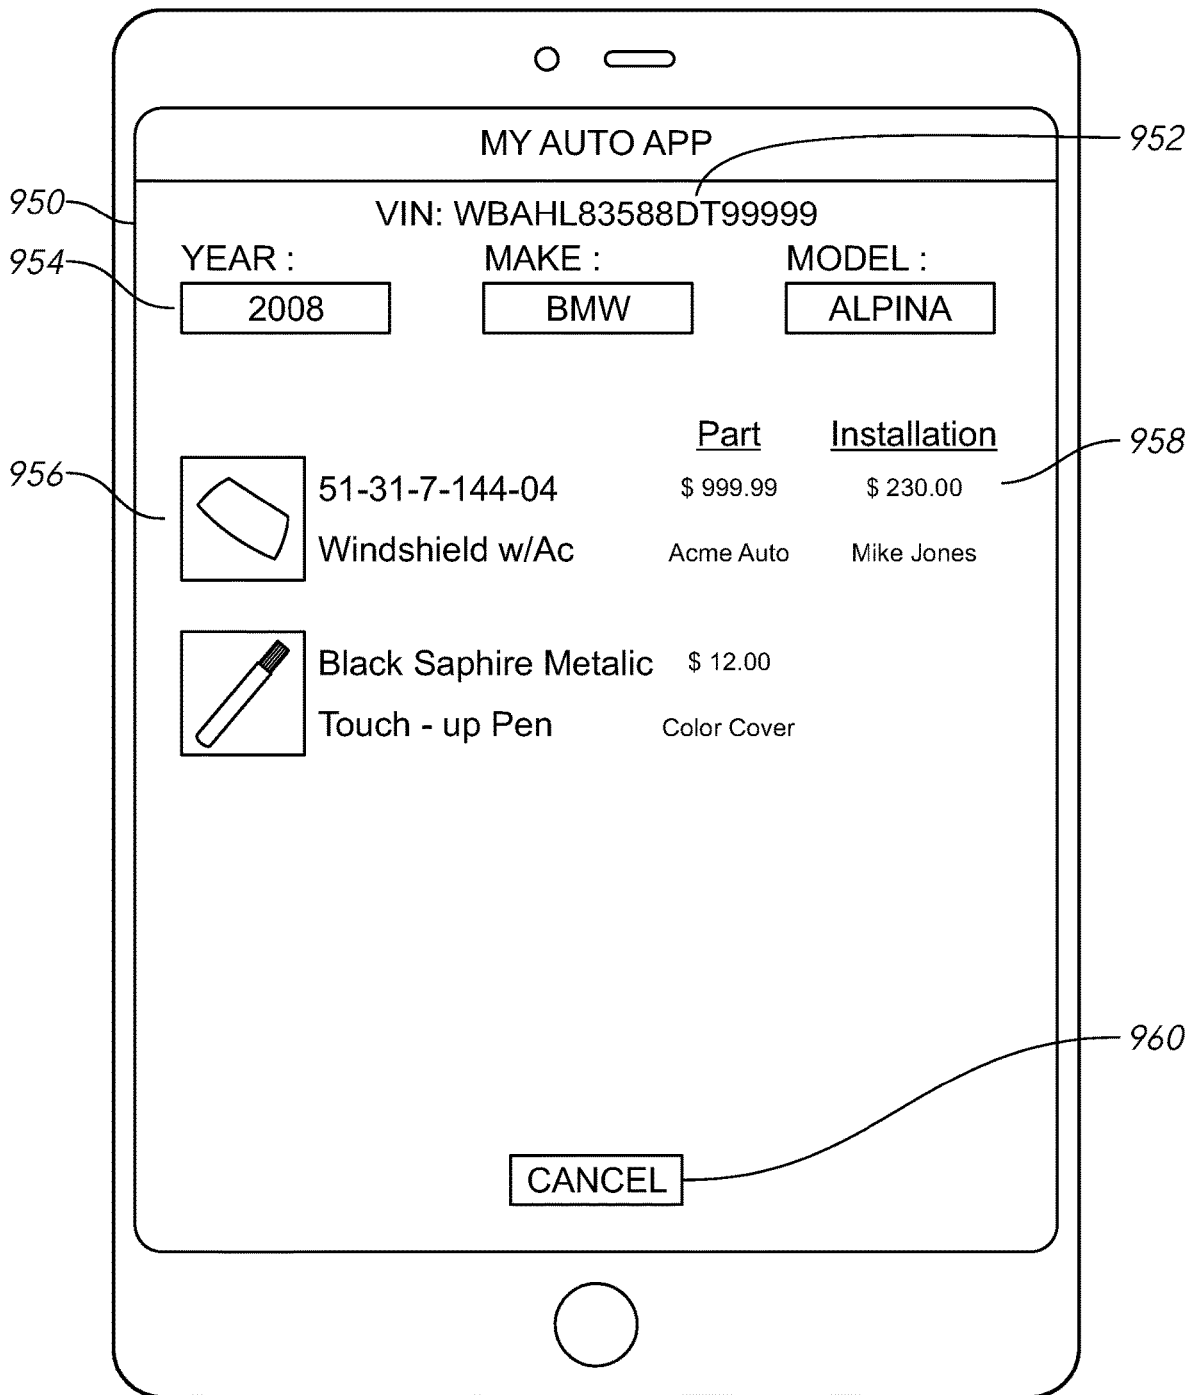 MY AUTO APP
952
950
VIN: WBAHL83588DT99999
954
YEAR : MAKE : MODEL :
2008 BMW ALPINA
Part Installation
958
956
51-31-7-144-04 $ 999.99 $ 230.00
Windshield w/Ac Acme Auto Mike Jones
Black Saphire Metalic $ 12.00
Touch - up Pen Color Cover
960
CANCEL